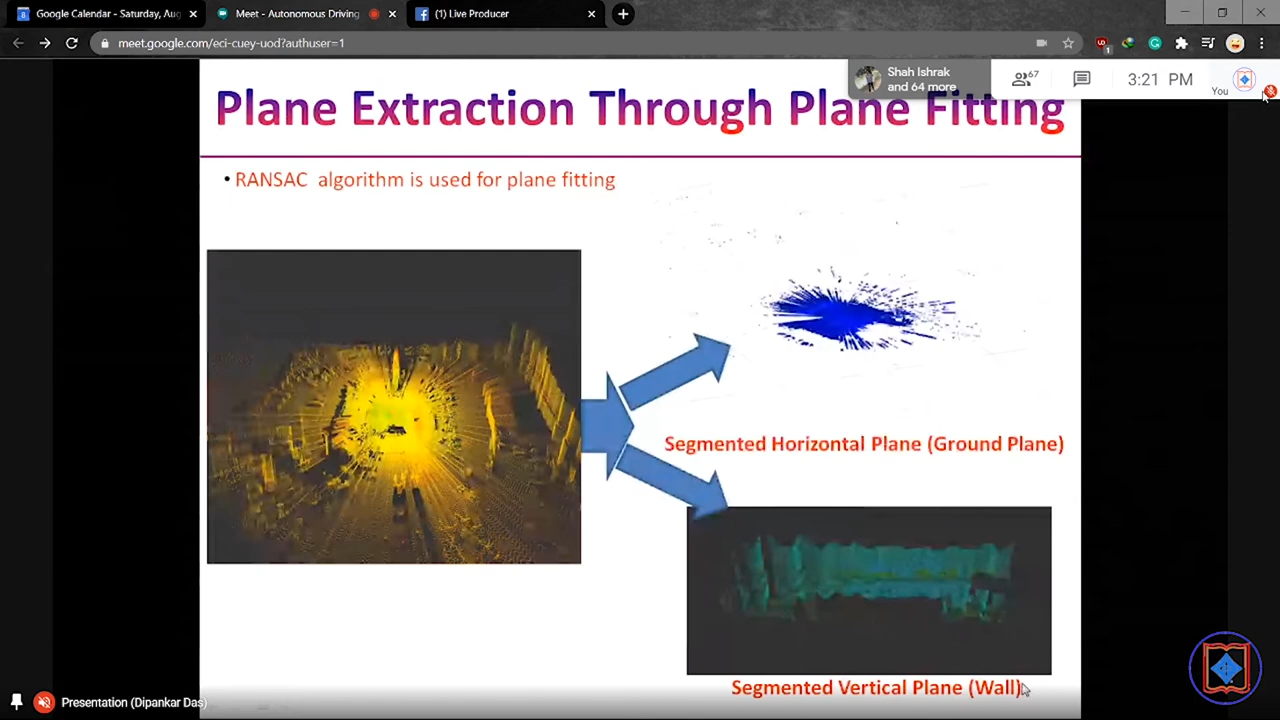 Google Calendar - Saturday, Aug
Meet - Autonomous Driving
(1) Live Producer
meet.google.com/eci-cuey-uod?authuser=1
Shah Ishrak
and 64 more
67
3:21 PM
You
Plane Extraction Through Plane Fitting
• RANSAC algorithm is used for plane fitting
Segmented Horizontal Plane (Ground Plane)
Segmented Vertical Plane (Wall)
Presentation (Dipankar Das)